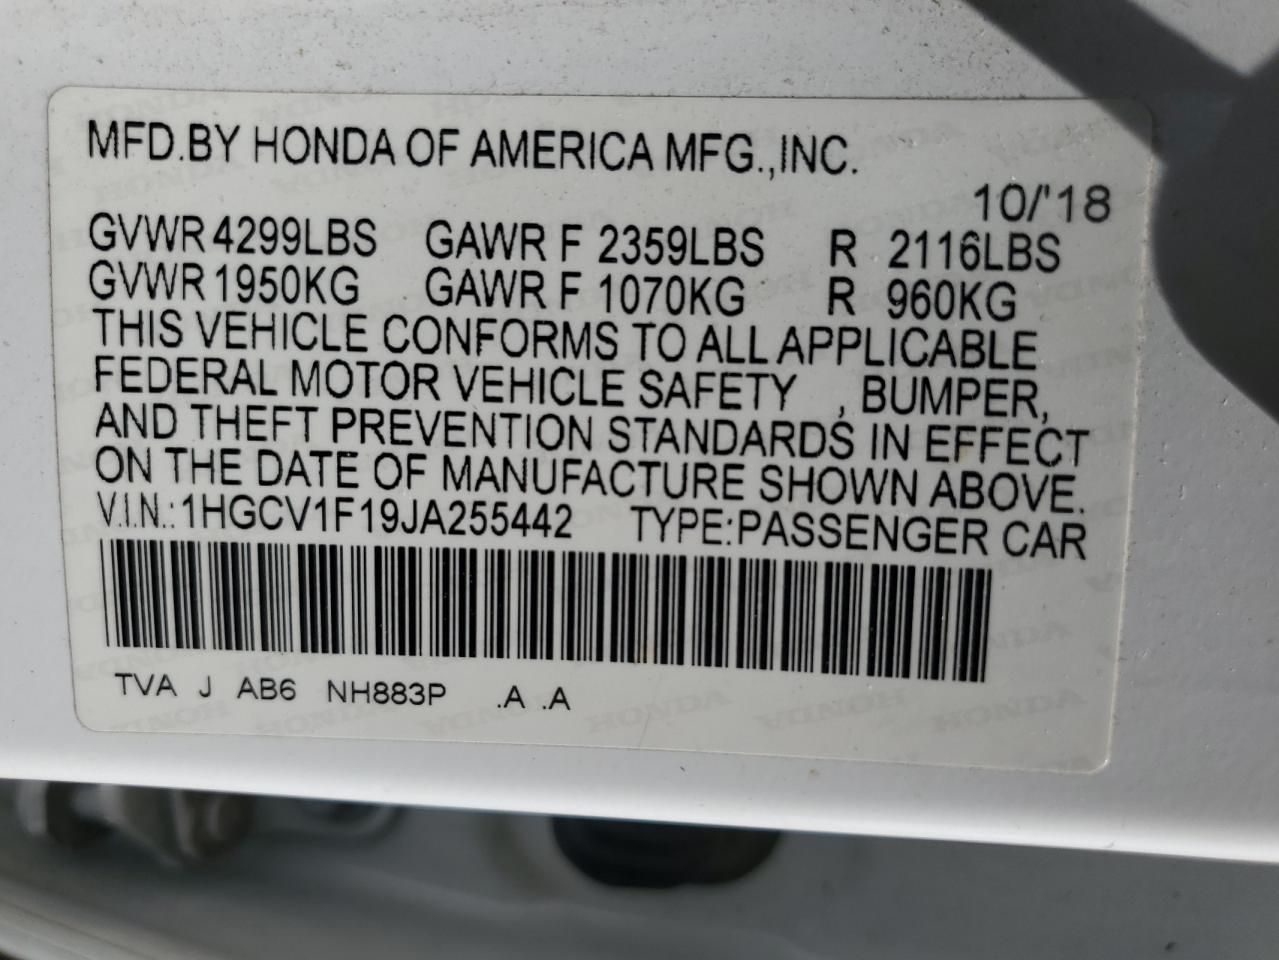 MFD.BY HONDA OF AMERICA MFG.,INC.
10/'18
GVWR 4299LBS GAWR F 2359LBS R 2116LBS
GVWR 1950KG GAWR F 1070KG R 960KG
THIS VEHICLE CONFORMS TO ALL APPLICABLE
FEDERAL MOTOR VEHICLE SAFETY , BUMPER,
AND THEFT PREVENTION STANDARDS IN EFFECT
ON THE DATE OF MANUFACTURE SHOWN ABOVE.
V.I.N.: 1HGCV1F19JA255442 TYPE:PASSENGER CAR
TVA J AB6 NH883P .A .A